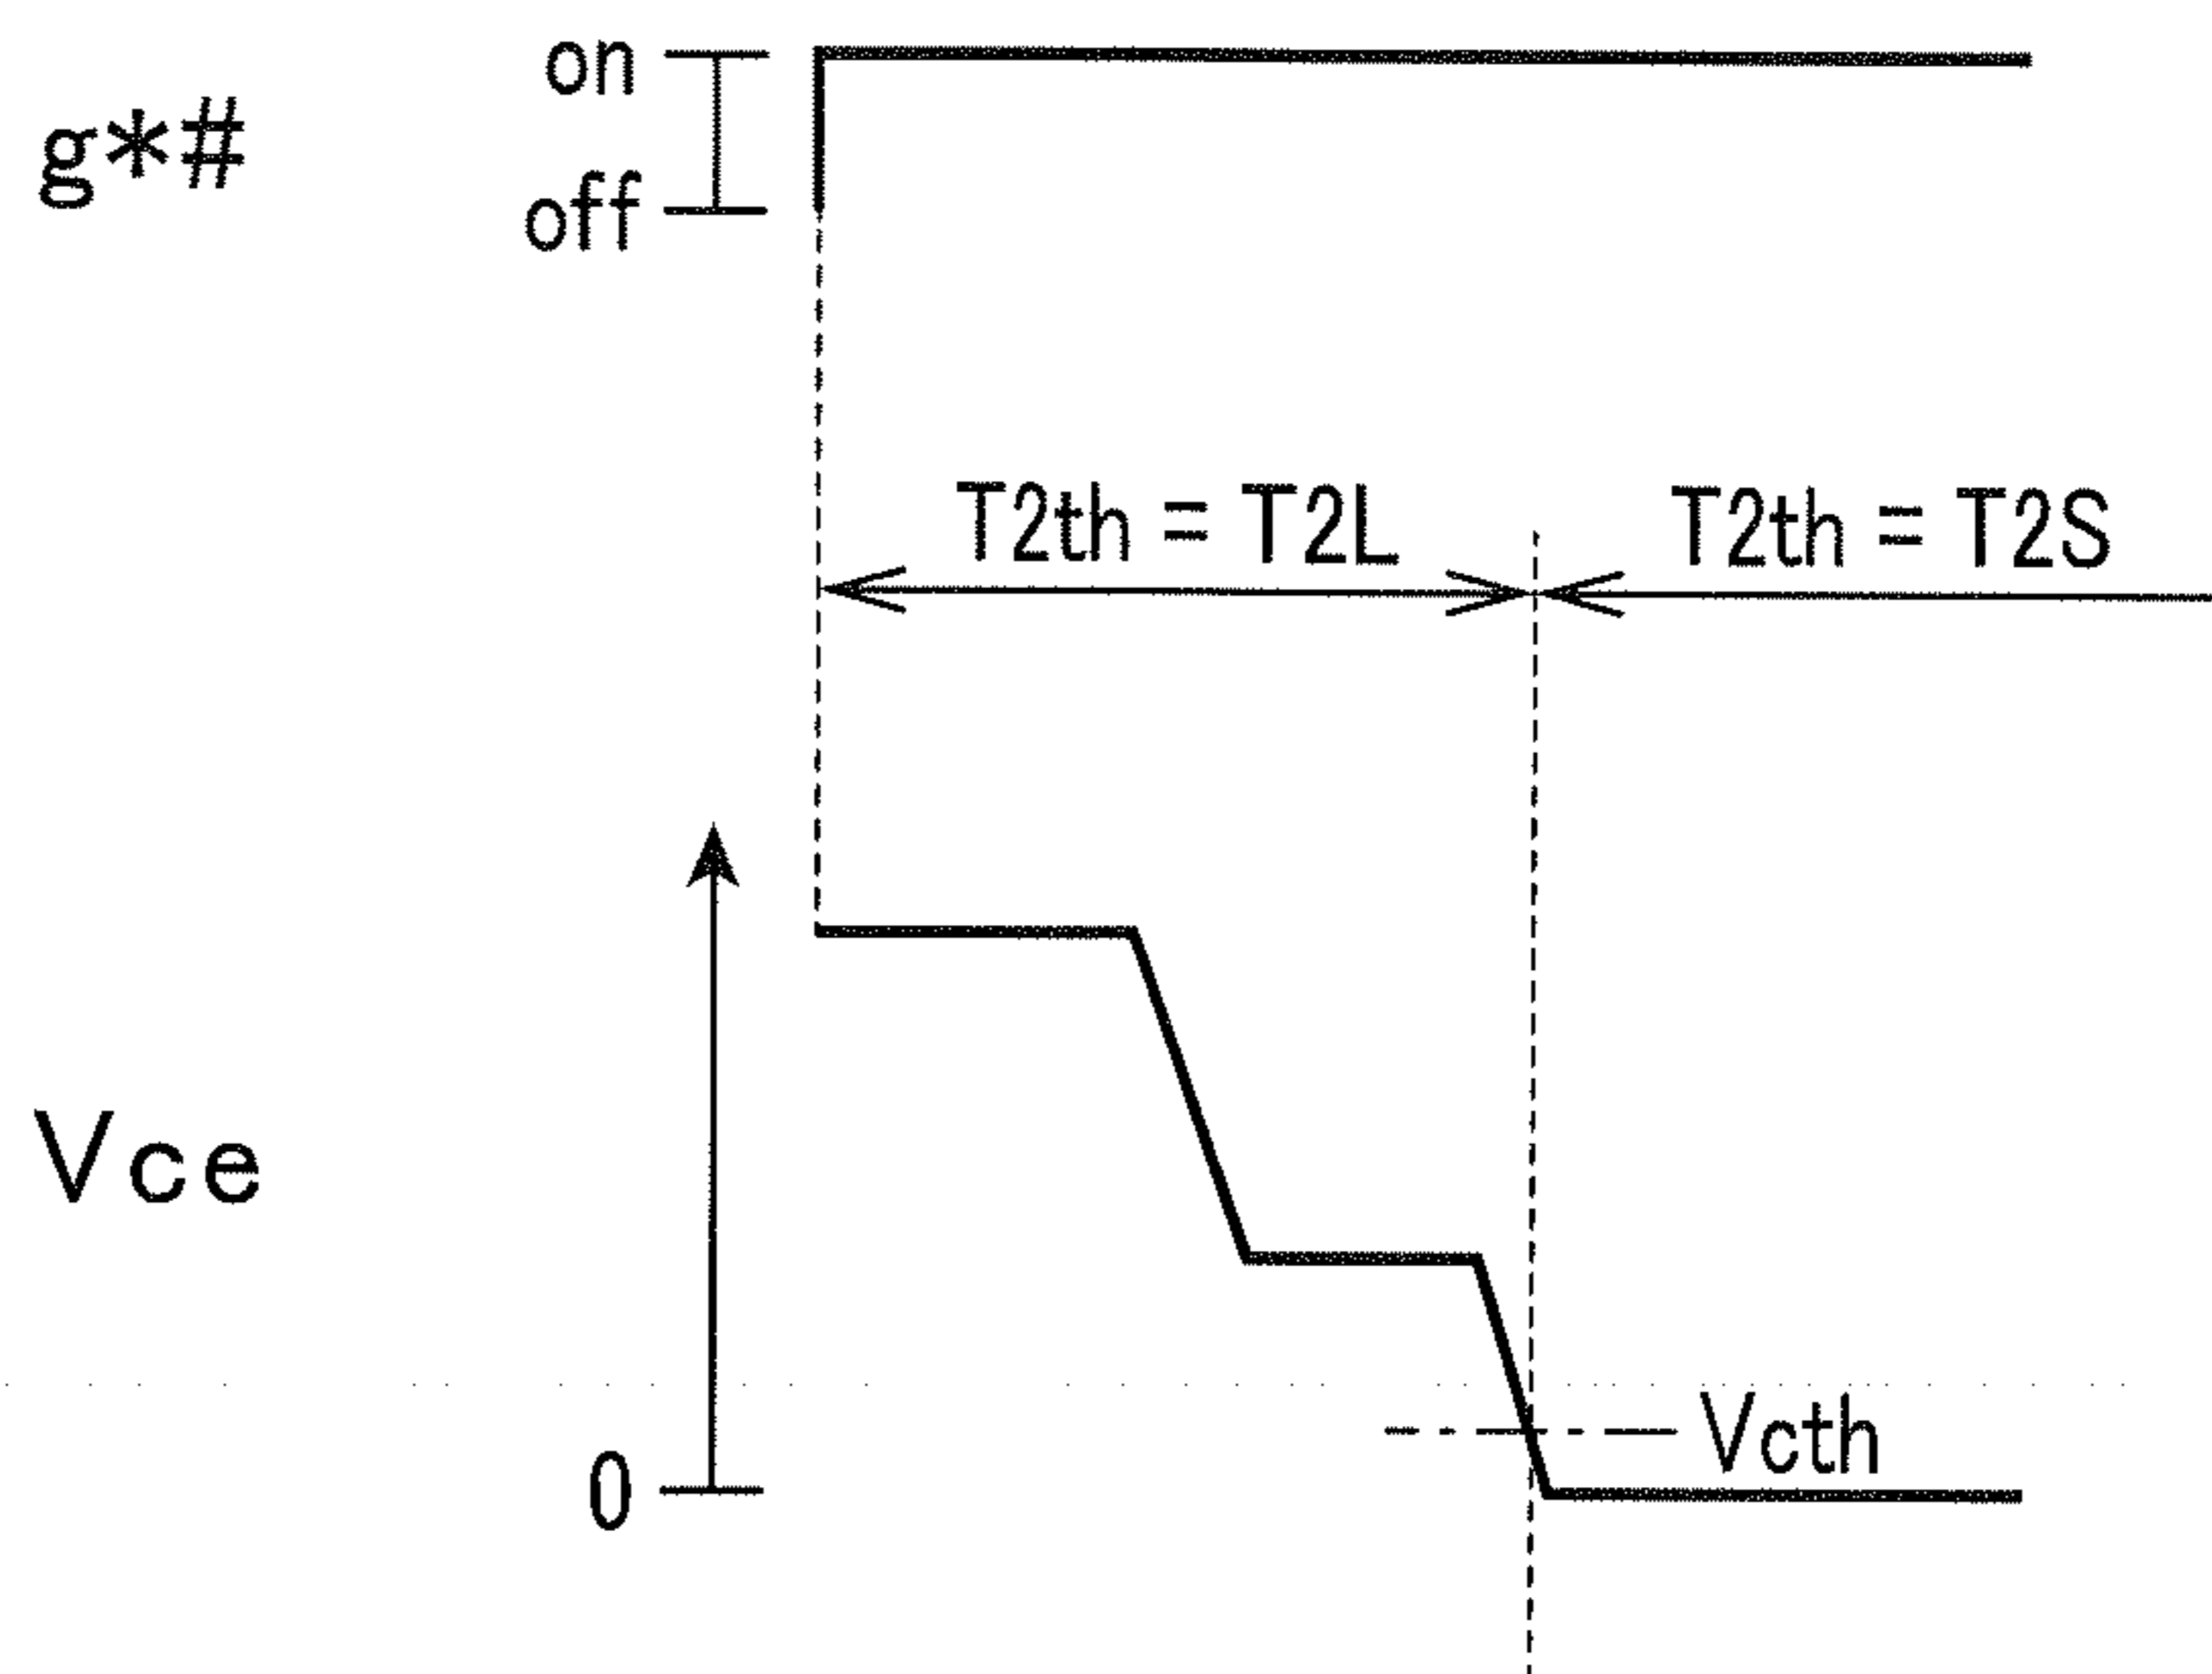 on
g*#
off
T2th = T2L
T2th = T2S
Vce
Vcth
0